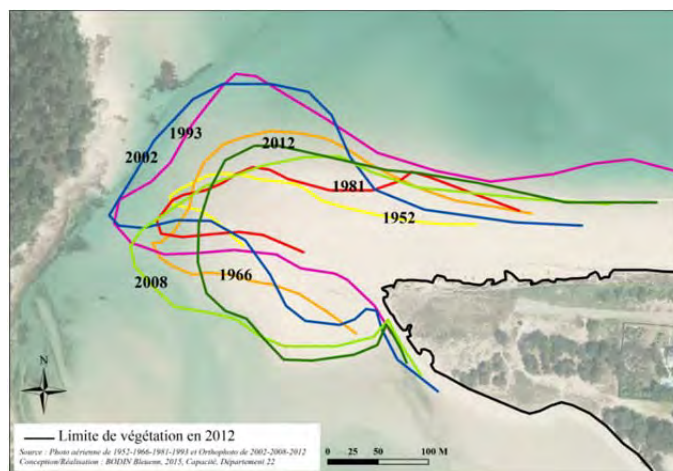 1993
2002
2012
1981
1952
1966
2008
N
Limite de végétation en 2012
Source : Photo aérienne de 1952-1966-1981-1993 et Orthophoto de 2002-2008-2012
Conception/Réalisation : BODIN Bleuenn, 2015, Capacité, Département 22
0 25 50 100 M